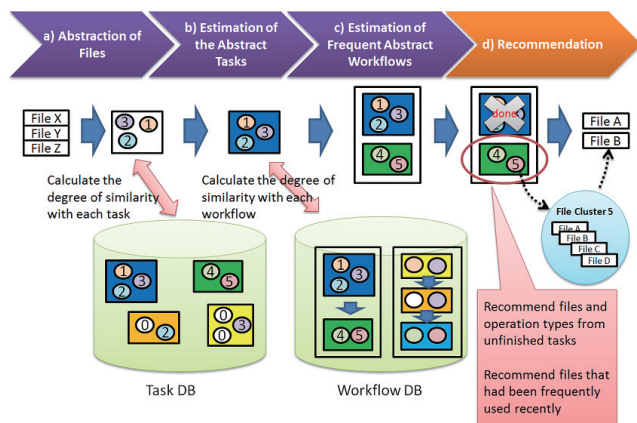 a) Abstraction of
Files
b) Estimation of
the Abstract
Tasks
c) Estimation of
Frequent Abstract
Workflows
d) Recommendation
File X
File Y
File Z
3
1
2
1
3
2
1
3
2
4
5
done
2
3
4
5
File A
File B
Calculate the
degree of similarity
with each task
Calculate the degree of
similarity with each
workflow
File Cluster 5
File A
File B
File C
File D
1
2
3
4
5
0
2
0
0
3
Task DB
1
2
3
4
5
Workflow DB
Recommend files and
operation types from
unfinished tasks
Recommend files that
had been frequently
used recently